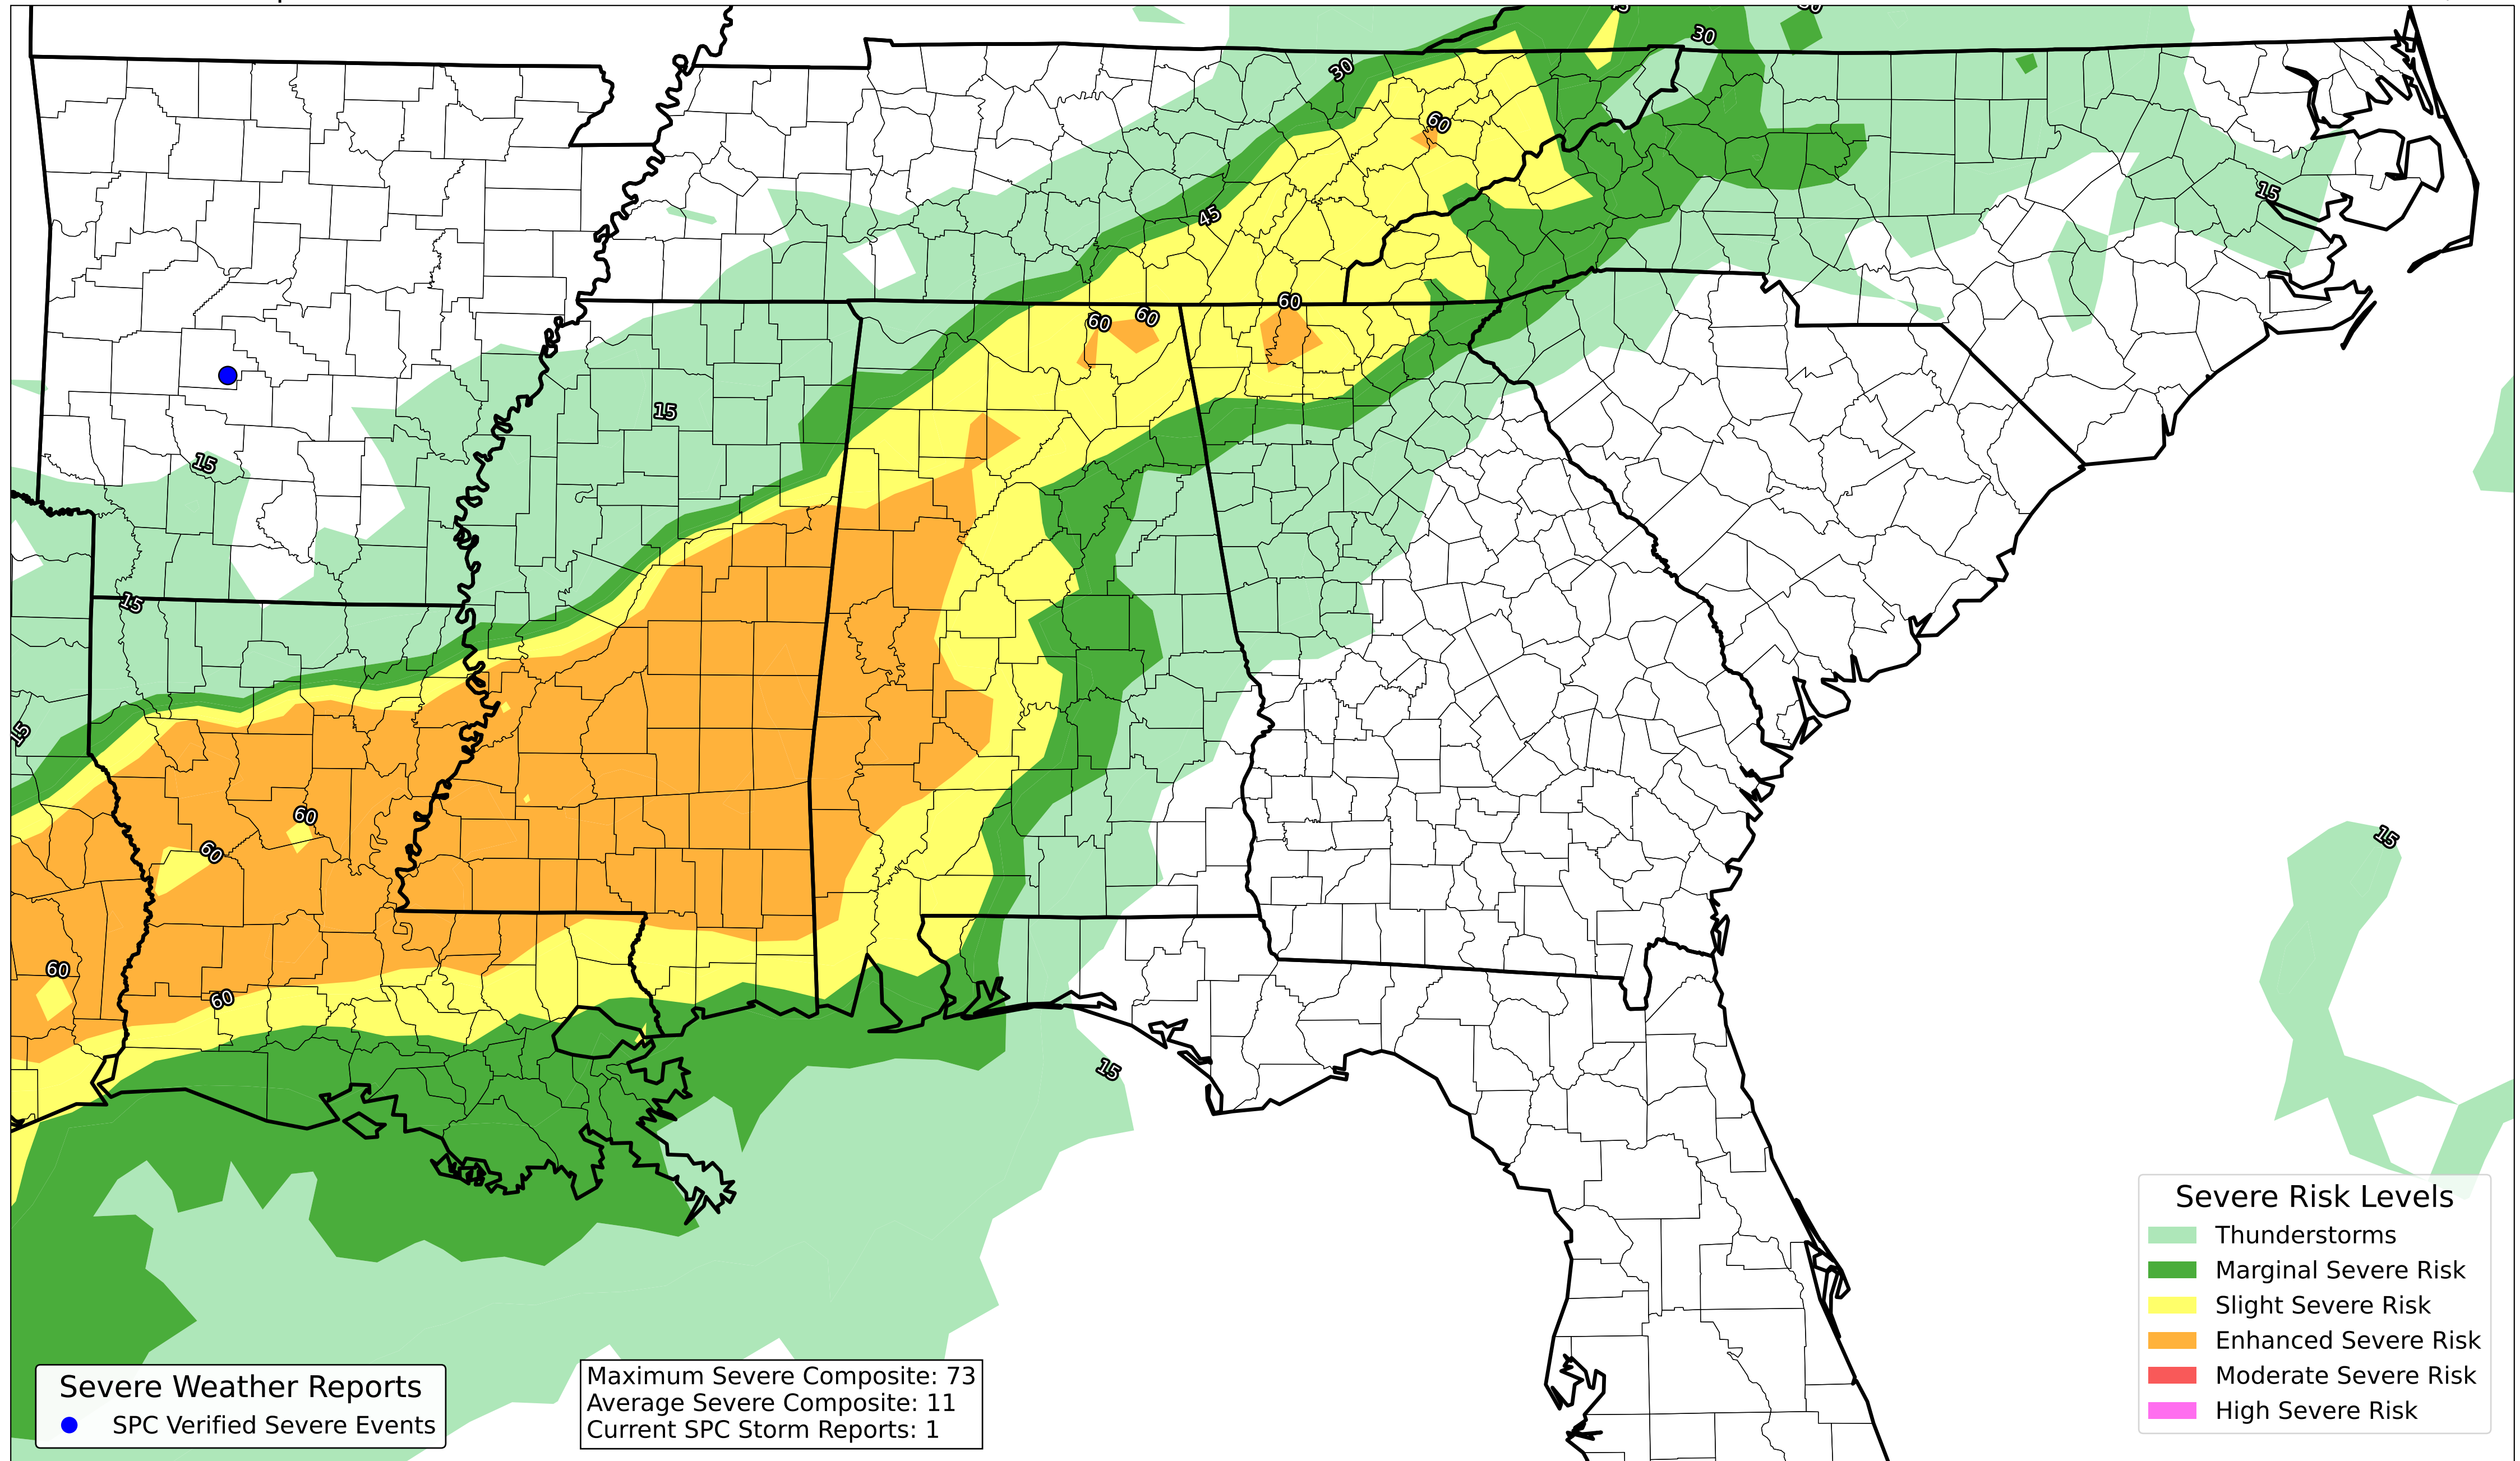 30
30
60
45
15
60
60
60
15
15
15
15
60
60
15
60
60
15
Severe Risk Levels
Thunderstorms
Marginal Severe Risk
Slight Severe Risk
Enhanced Severe Risk
Moderate Severe Risk
High Severe Risk
Severe Weather Reports
SPC Verified Severe Events
Maximum Severe Composite: 73
Average Severe Composite: 11
Current SPC Storm Reports: 1